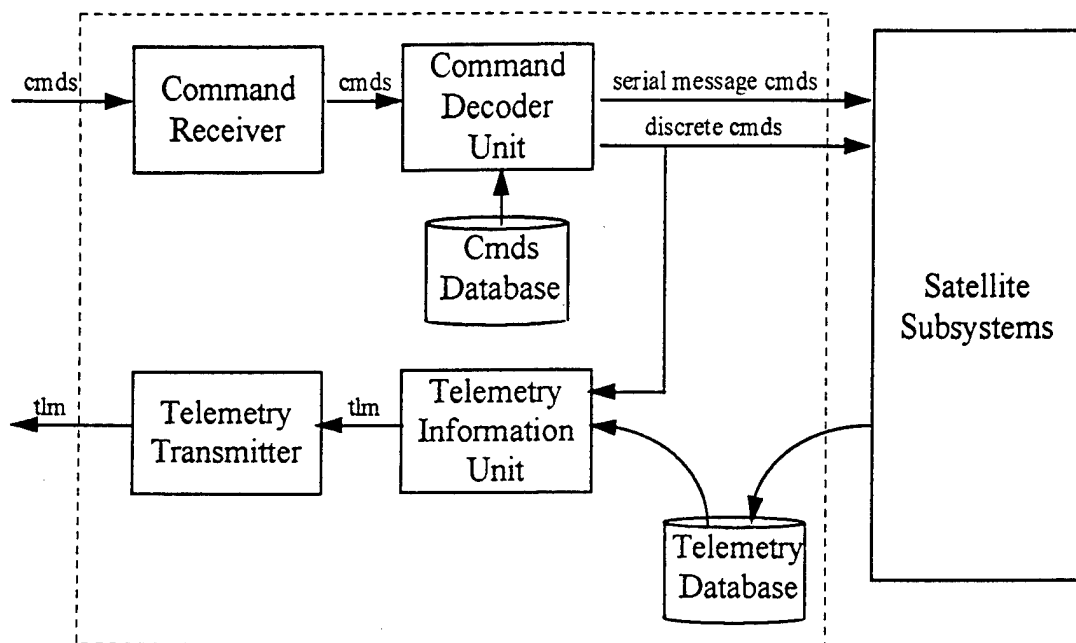 cmds
Command
Receiver
cmds
Command
Decoder
Unit
serial message cmds
discrete cmds
Cmds
Database
Satellite
Subsystems
tlm
Telemetry
Transmitter
tlm
Telemetry
Information
Unit
Telemetry
Database